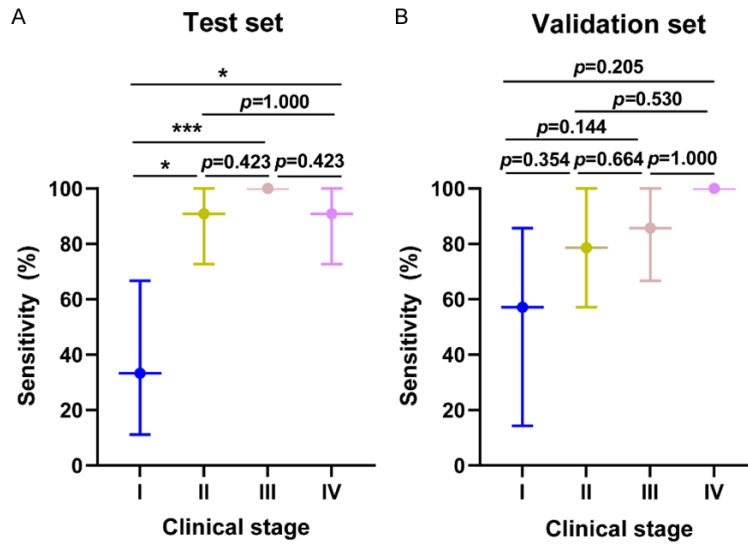 A
Test set
*
p=1.000
***
*
p=0.423
p=0.423
100
80
60
40
20
0
Sensitivity (%)
I
II
III
IV
Clinical stage
B
Validation set
p=0.205
p=0.530
p=0.144
p=0.354
p=0.664
p=1.000
100
80
60
40
20
0
Sensitivity (%)
I
II
III
IV
Clinical stage